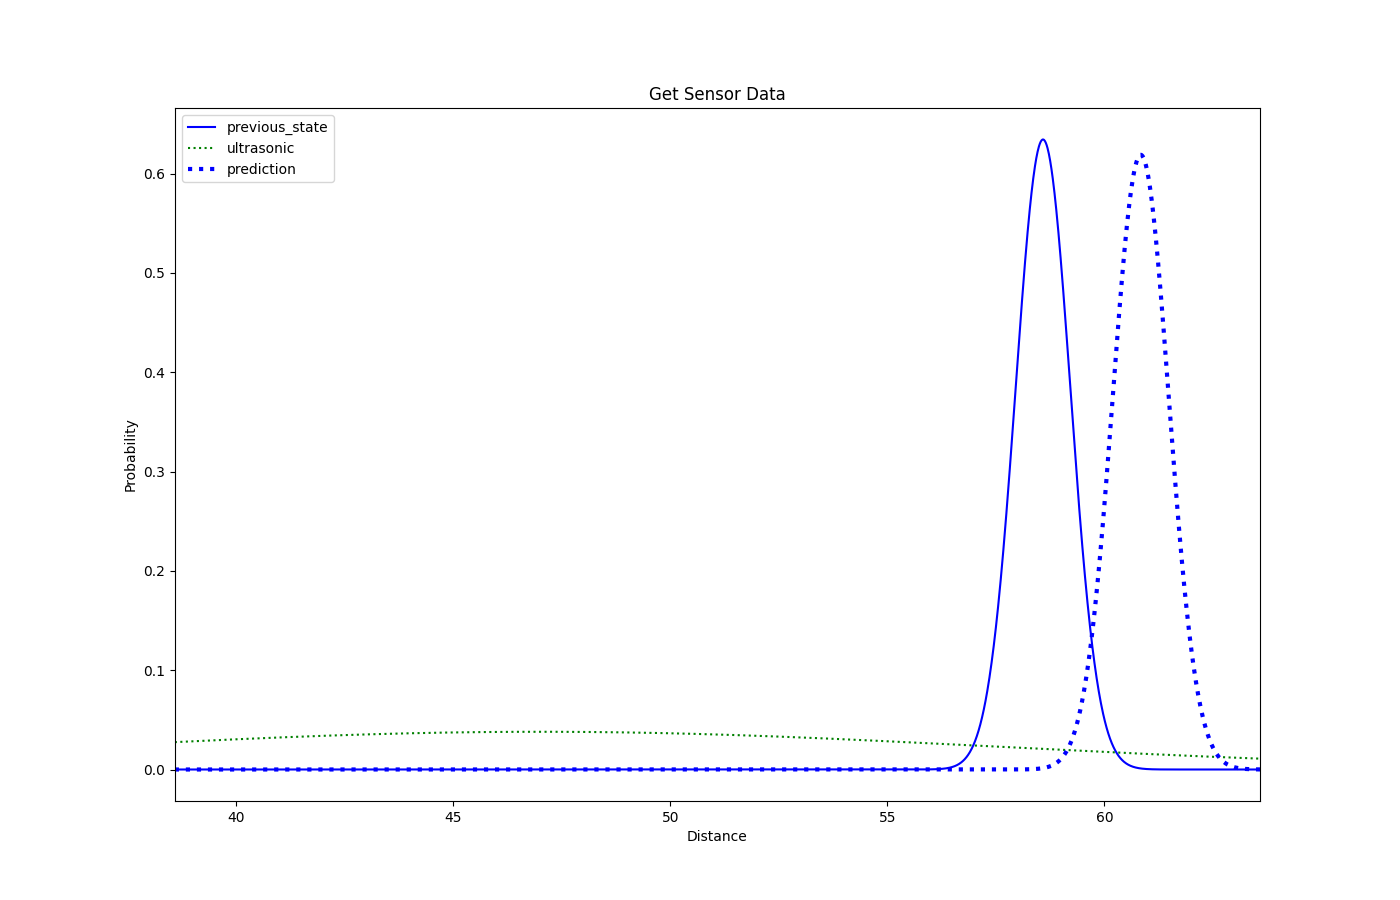 Get Sensor Data
previous_state
ultrasonic
prediction
0.6
0.5
0.4
0.3
0.2
0.1
0.0
Probability
40 45 50 55 60
Distance